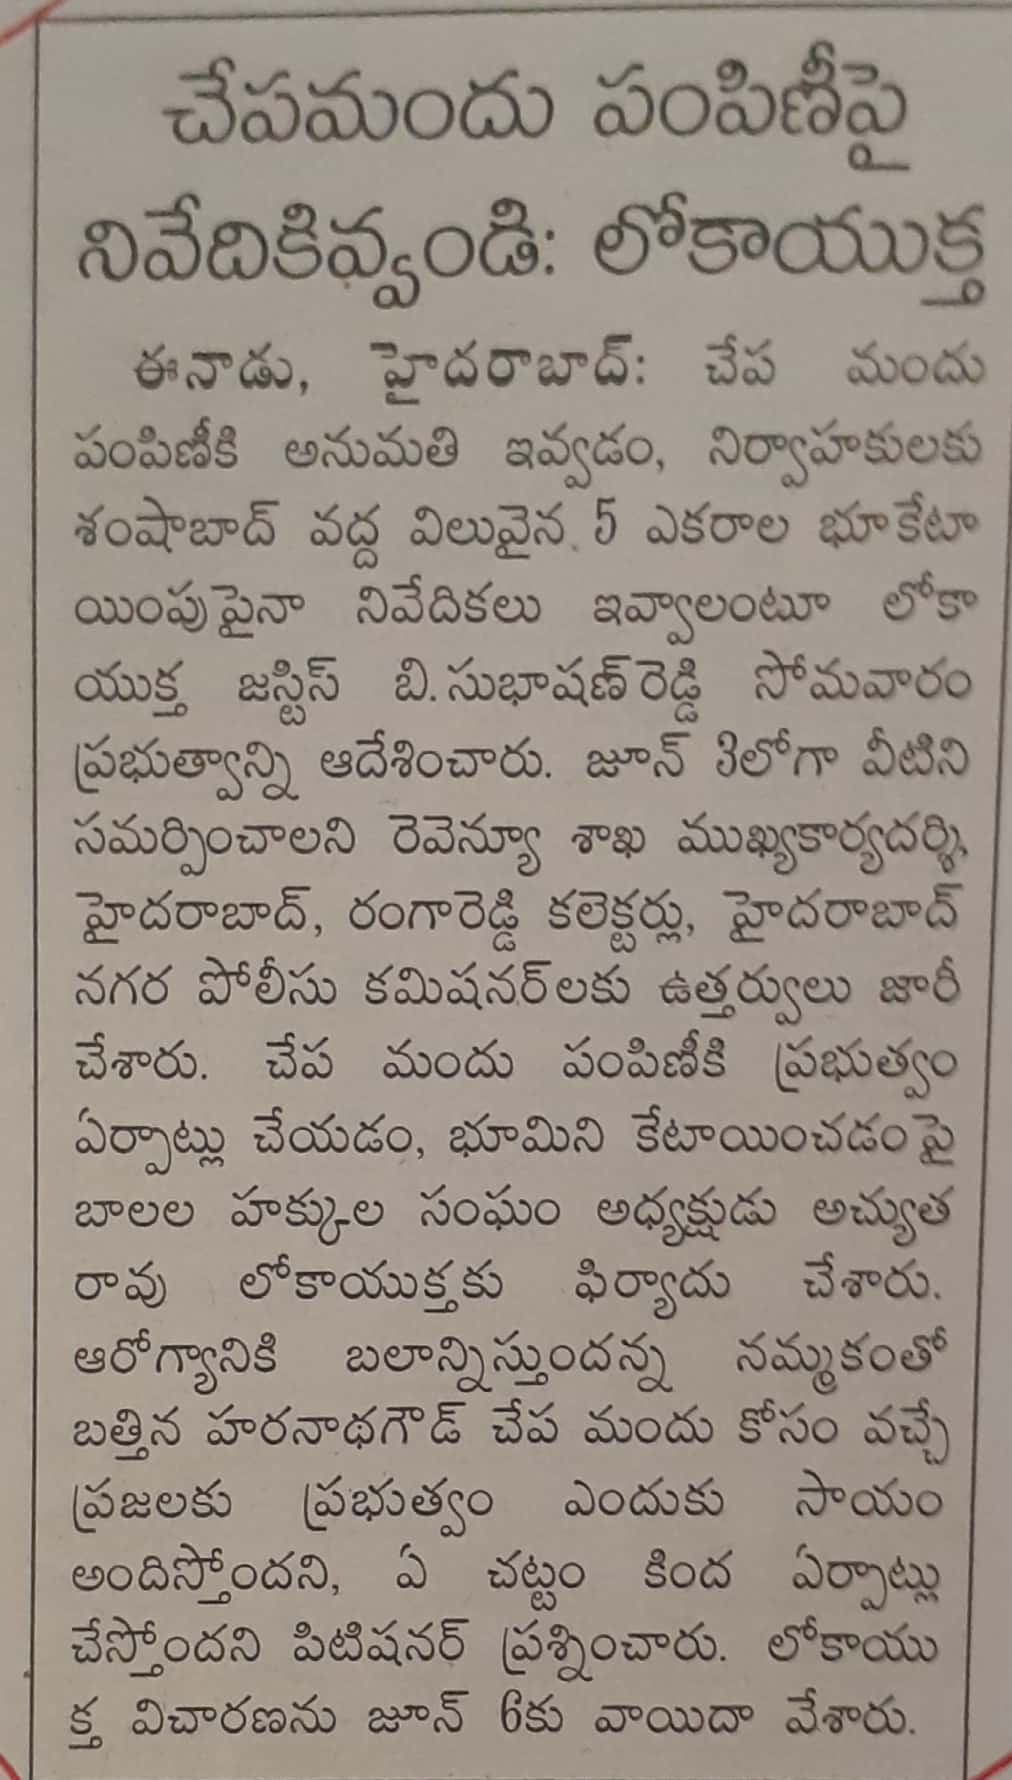 చేపమందు పంపిణీపై
నివేదికివ్వండి: లోకాయుక్త
ఈనాడు, హైదరాబాద్: చేప మందు
పంపిణీకి అనుమతి ఇవ్వడం, నిర్వాహకులకు
శంషాబాద్ వద్ద విలువైన 5 ఎకరాల భూకేటా
యింపుపైనా నివేదికలు ఇవ్వాలంటూ లోకా
యుక్త జస్టిస్ బి.సుభాషణ్‌రెడ్డి సోమవారం
ప్రభుత్వాన్ని ఆదేశించారు. జూన్ 3లోగా వీటిని
సమర్పించాలని రెవెన్యూ శాఖ ముఖ్యకార్యదర్శి,
హైదరాబాద్, రంగారెడ్డి కలెక్టర్లు, హైదరాబాద్
నగర పోలీసు కమిషనర్‌లకు ఉత్తర్వులు జారీ
చేశారు. చేప మందు పంపిణీకి ప్రభుత్వం
ఏర్పాట్లు చేయడం, భూమిని కేటాయించడంపై
బాలల హక్కుల సంఘం అధ్యక్షుడు అచ్యుత
రావు లోకాయుక్తకు ఫిర్యాదు చేశారు.
ఆరోగ్యానికి బలాన్నిస్తుందన్న నమ్మకంతో
బత్తిన హరనాథగౌడ్ చేప మందు కోసం వచ్చే
ప్రజలకు ప్రభుత్వం ఎందుకు సాయం
అందిస్తోందని, ఏ చట్టం కింద ఏర్పాట్లు
చేస్తోందని పిటిషనర్ ప్రశ్నించారు. లోకాయు
క్త విచారణను జూన్ 6కు వాయిదా వేశారు.